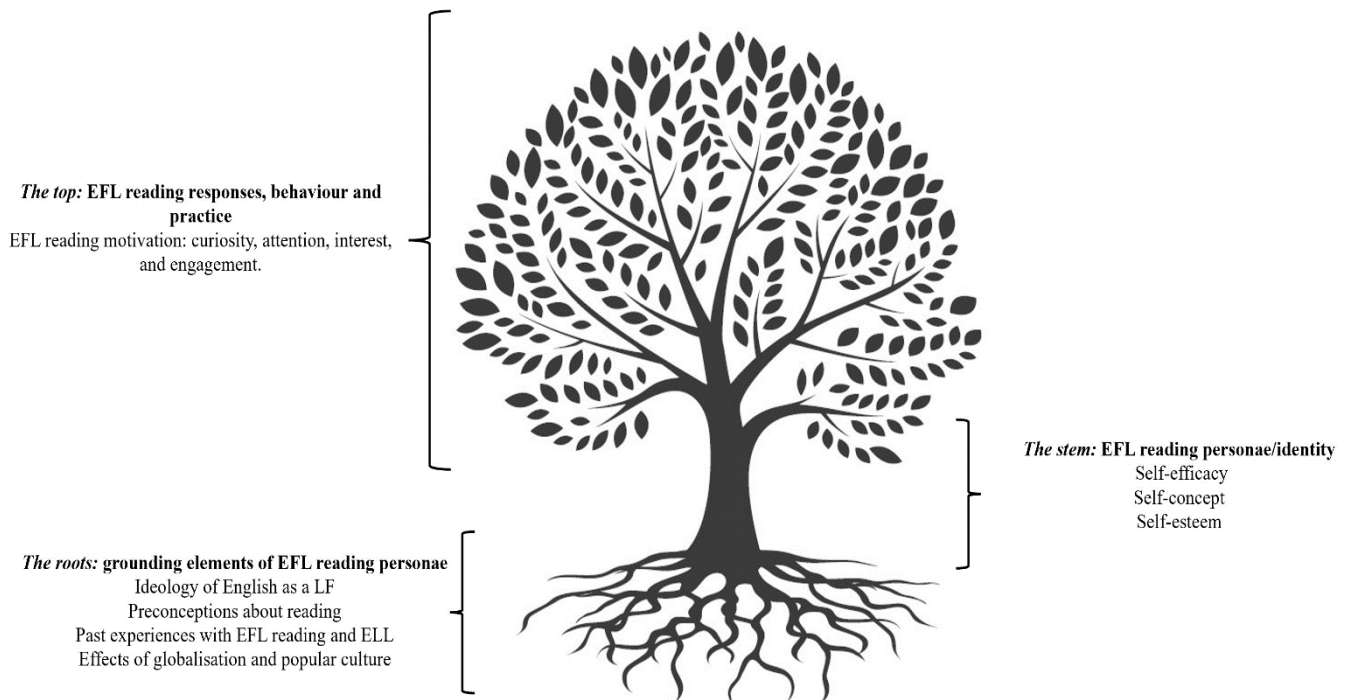 The top: EFL reading responses, behaviour and
practice
EFL reading motivation: curiosity, attention, interest,
and engagement.
The stem: EFL reading personae/identity
Self-efficacy
Self-concept
Self-esteem
The roots: grounding elements of EFL reading personae
Ideology of English as a LF
Preconceptions about reading
Past experiences with EFL reading and ELL
Effects of globalisation and popular culture